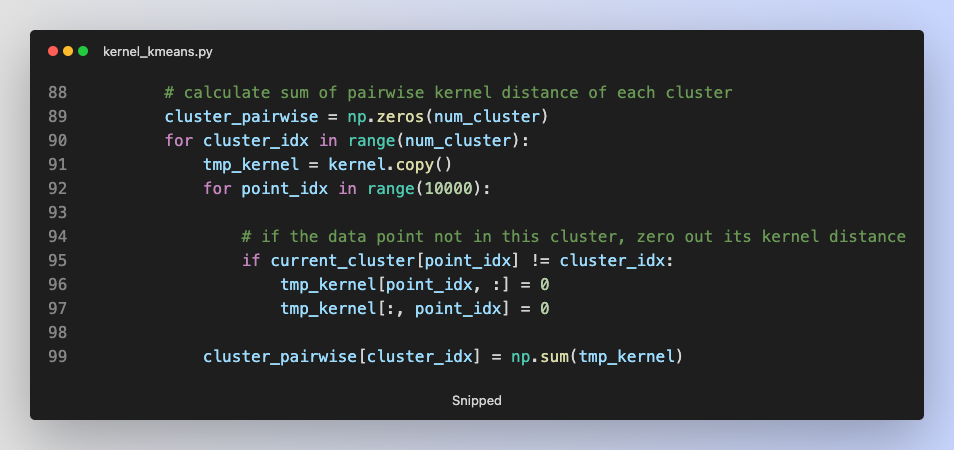 kernel_kmeans.py
88 # calculate sum of pairwise kernel distance of each cluster
89 cluster_pairwise = np.zeros(num_cluster)
90 for cluster_idx in range(num_cluster):
91 tmp_kernel = kernel.copy()
92 for point_idx in range(10000):
93
94 # if the data point not in this cluster, zero out its kernel distance
95 if current_cluster[point_idx] != cluster_idx:
96 tmp_kernel[point_idx, :] = 0
97 tmp_kernel[:, point_idx] = 0
98
99 cluster_pairwise[cluster_idx] = np.sum(tmp_kernel)
Snipped